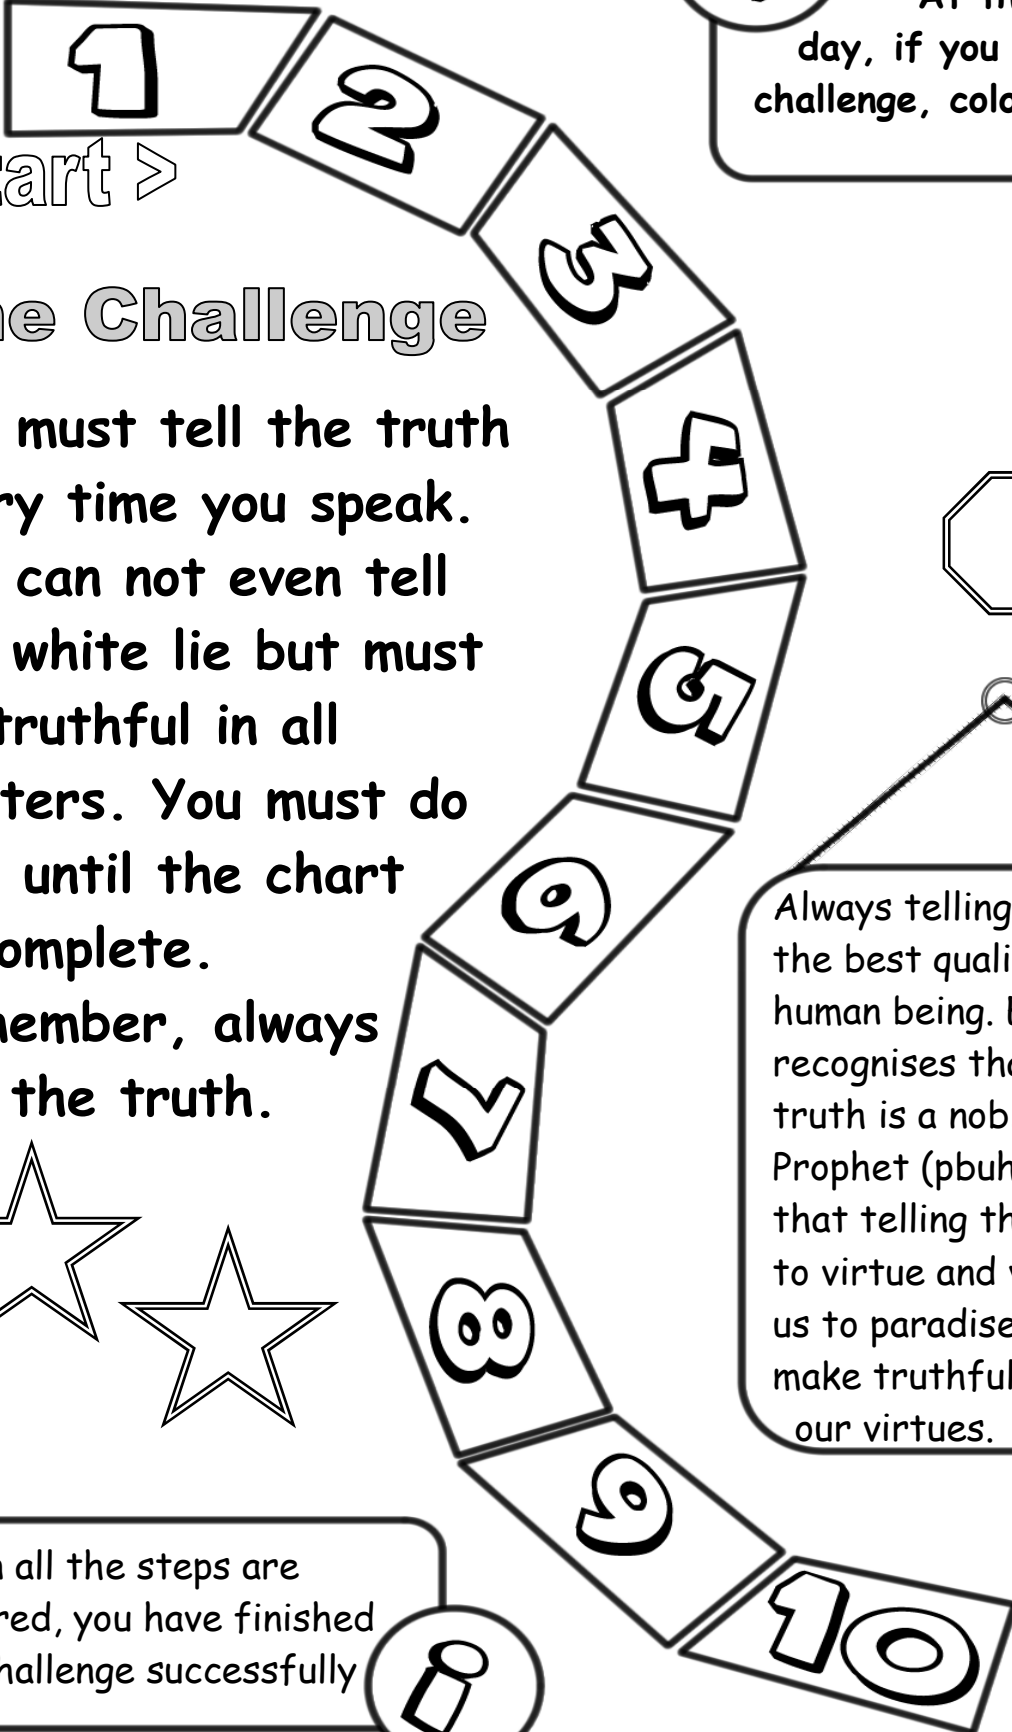 1
2
day, if you
challenge, colo
tart >
3
he Challenge
4
must tell the truth
ry time you speak.
can not even tell
white lie but must
truthful in all
ters. You must do
until the chart
omplete.
member, always
the truth.
5
6
7
8
9
10
Always telling
the best quali
human being.
recognises tha
truth is a nob
Prophet (pbuh
that telling th
to virtue and
us to paradise
make truthful
our virtues.
all the steps are
red, you have finished
hallenge successfully
i